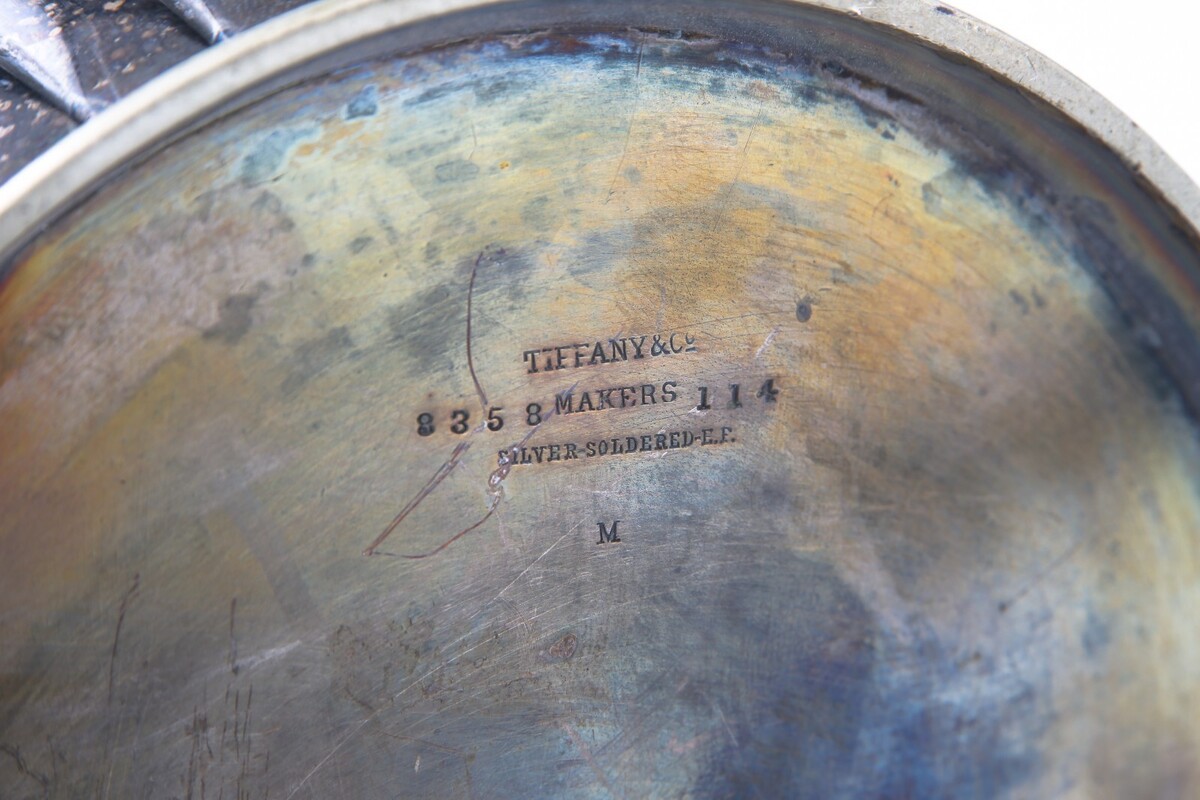 TIFFANY & Cº
8358 MAKERS 114
SILVER-SOLDERED-E.F.
M